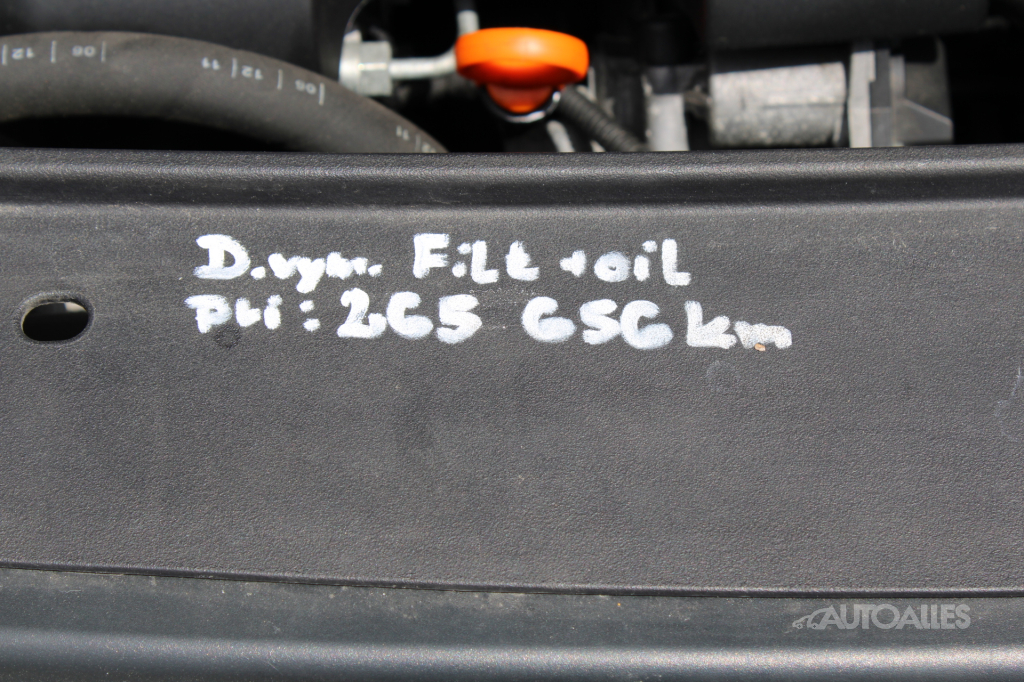 D.vym. Filt + oil
pri: 265 656 km
AUTOALLES